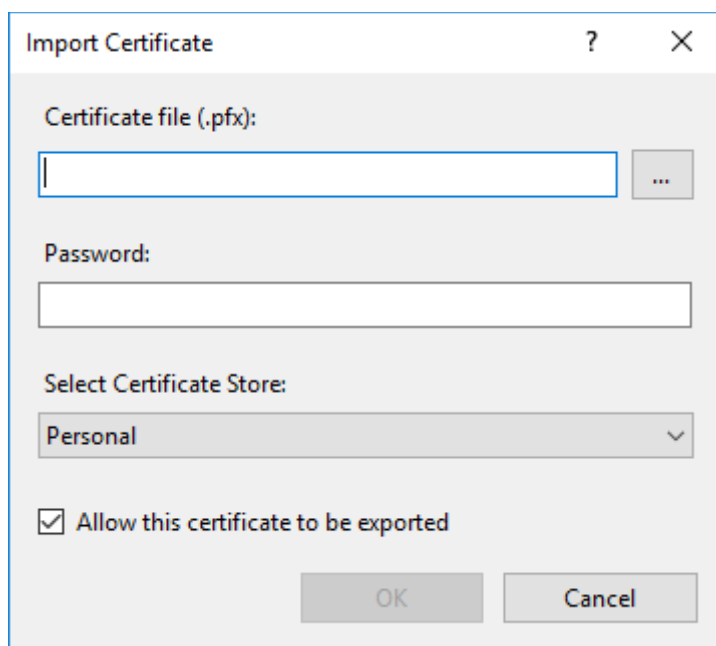 Import Certificate ?
Certificate file (.pfx):
...
Password:
Select Certificate Store:
Personal
Allow this certificate to be exported
OK Cancel